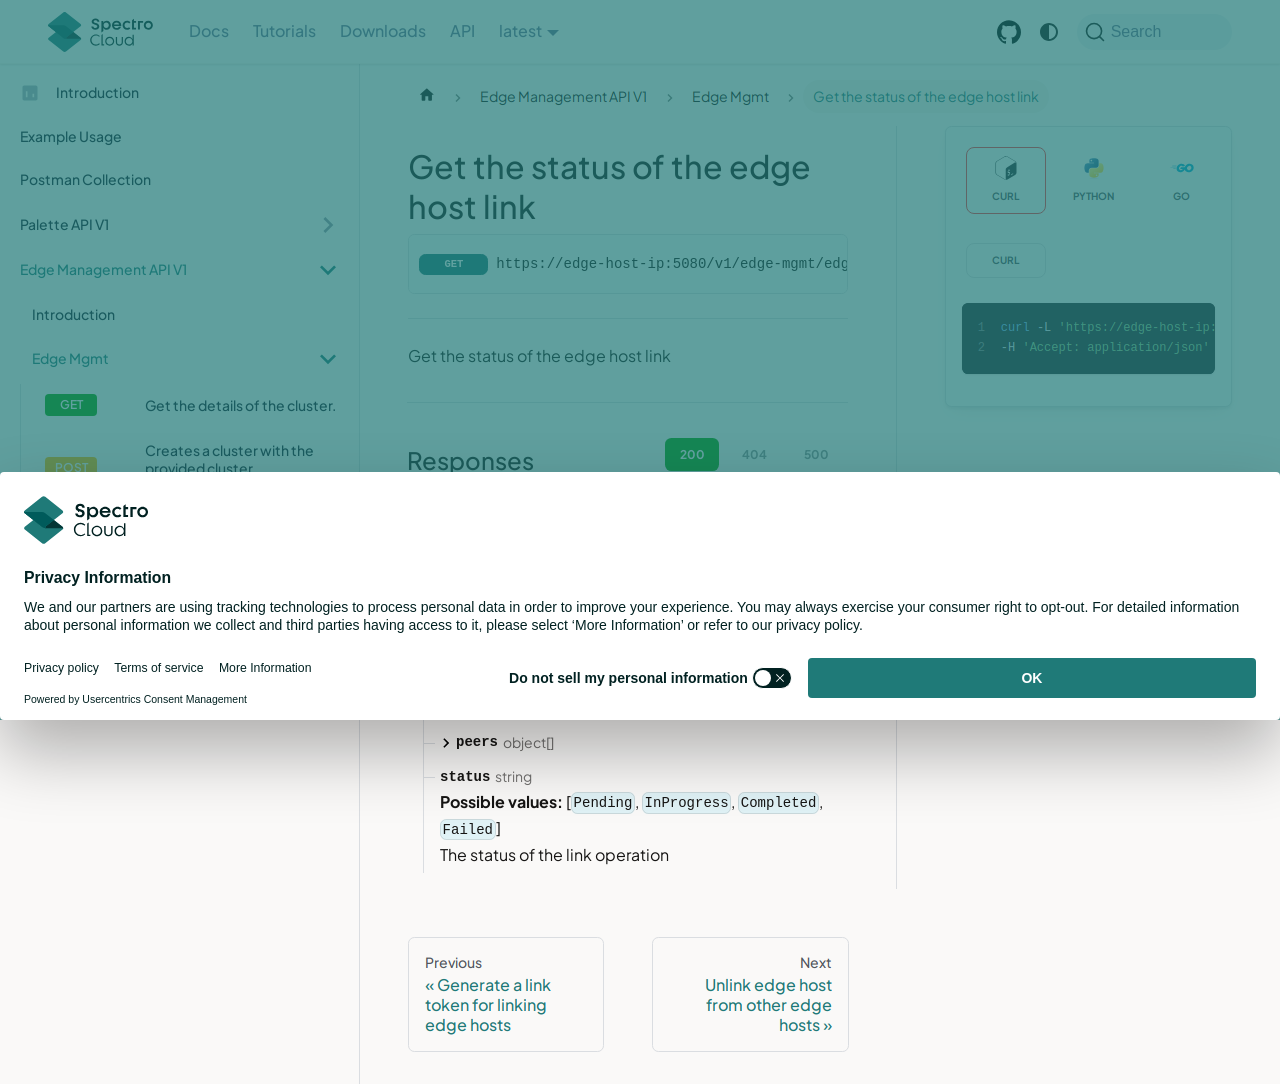 Spectro Cloud
Docs
Tutorials
Downloads
API
latest
Search
Introduction
Example Usage
Postman Collection
Palette API V1
Edge Management API V1
Introduction
Edge Mgmt
GET Get the details of the cluster.
POST Creates a cluster with the
provided cluster
Edge Management API V1 > Edge Mgmt > Get the status of the edge host link
Get the status of the edge
host link
GET https://edge-host-ip:5080/v1/edge-mgmt/edg
Get the status of the edge host link
Responses
200 404 500
CURL PYTHON GO
CURL
1 curl -L 'https://edge-host-ip:
2 -H 'Accept: application/json'
Spectro
Cloud
Privacy Information
We and our partners are using tracking technologies to process personal data in order to improve your experience. You may always exercise your consumer right to opt-out. For detailed information
about personal information we collect and third parties having access to it, please select ‘More Information’ or refer to our privacy policy.
Privacy policy Terms of service More Information
Powered by Usercentrics Consent Management
Do not sell my personal information
OK
peers object[]
status string
Possible values: [Pending, InProgress, Completed,
Failed]
The status of the link operation
Previous
« Generate a link
token for linking
edge hosts
Next
Unlink edge host
from other edge
hosts »